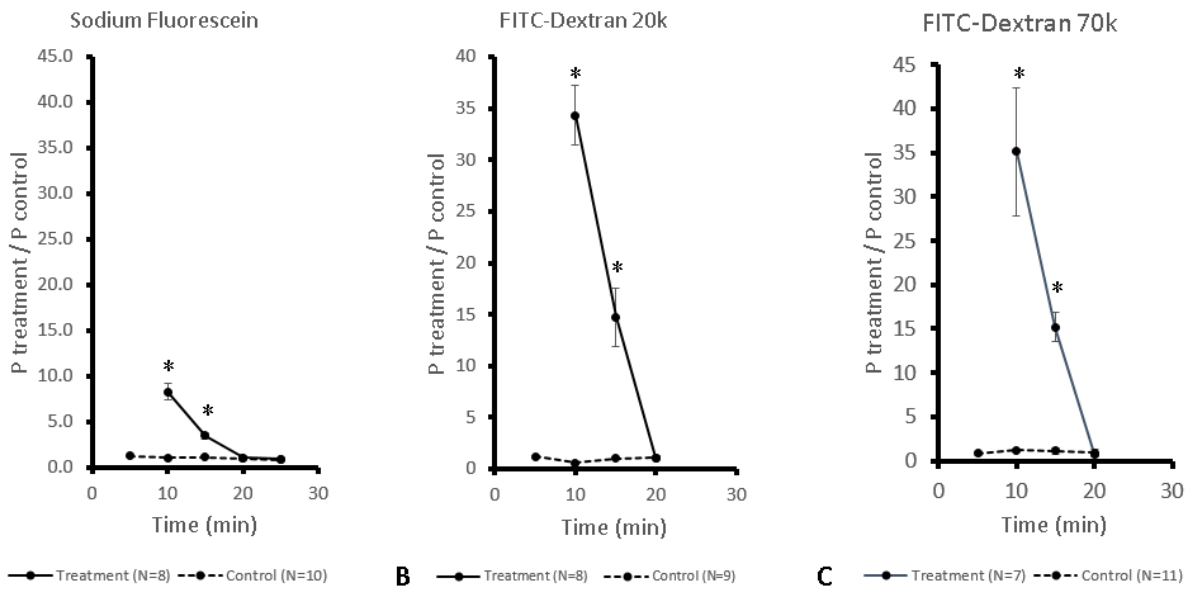 Sodium Fluorescein
P treatment / P control
45.0
40.0
35.0
30.0
25.0
20.0
15.0
10.0
5.0
0.0
*
*
0 10 20 30
Time (min)
Treatment (N=8) Control (N=10)
FITC-Dextran 20k
P treatment / P control
40
35
30
25
20
15
10
5
0
*
*
0 10 20 30
Time (min)
B Treatment (N=8) Control (N=9)
FITC-Dextran 70k
P treatment / P control
45
40
35
30
25
20
15
10
5
0
*
*
0 10 20 30
Time (min)
C Treatment (N=7) Control (N=11)